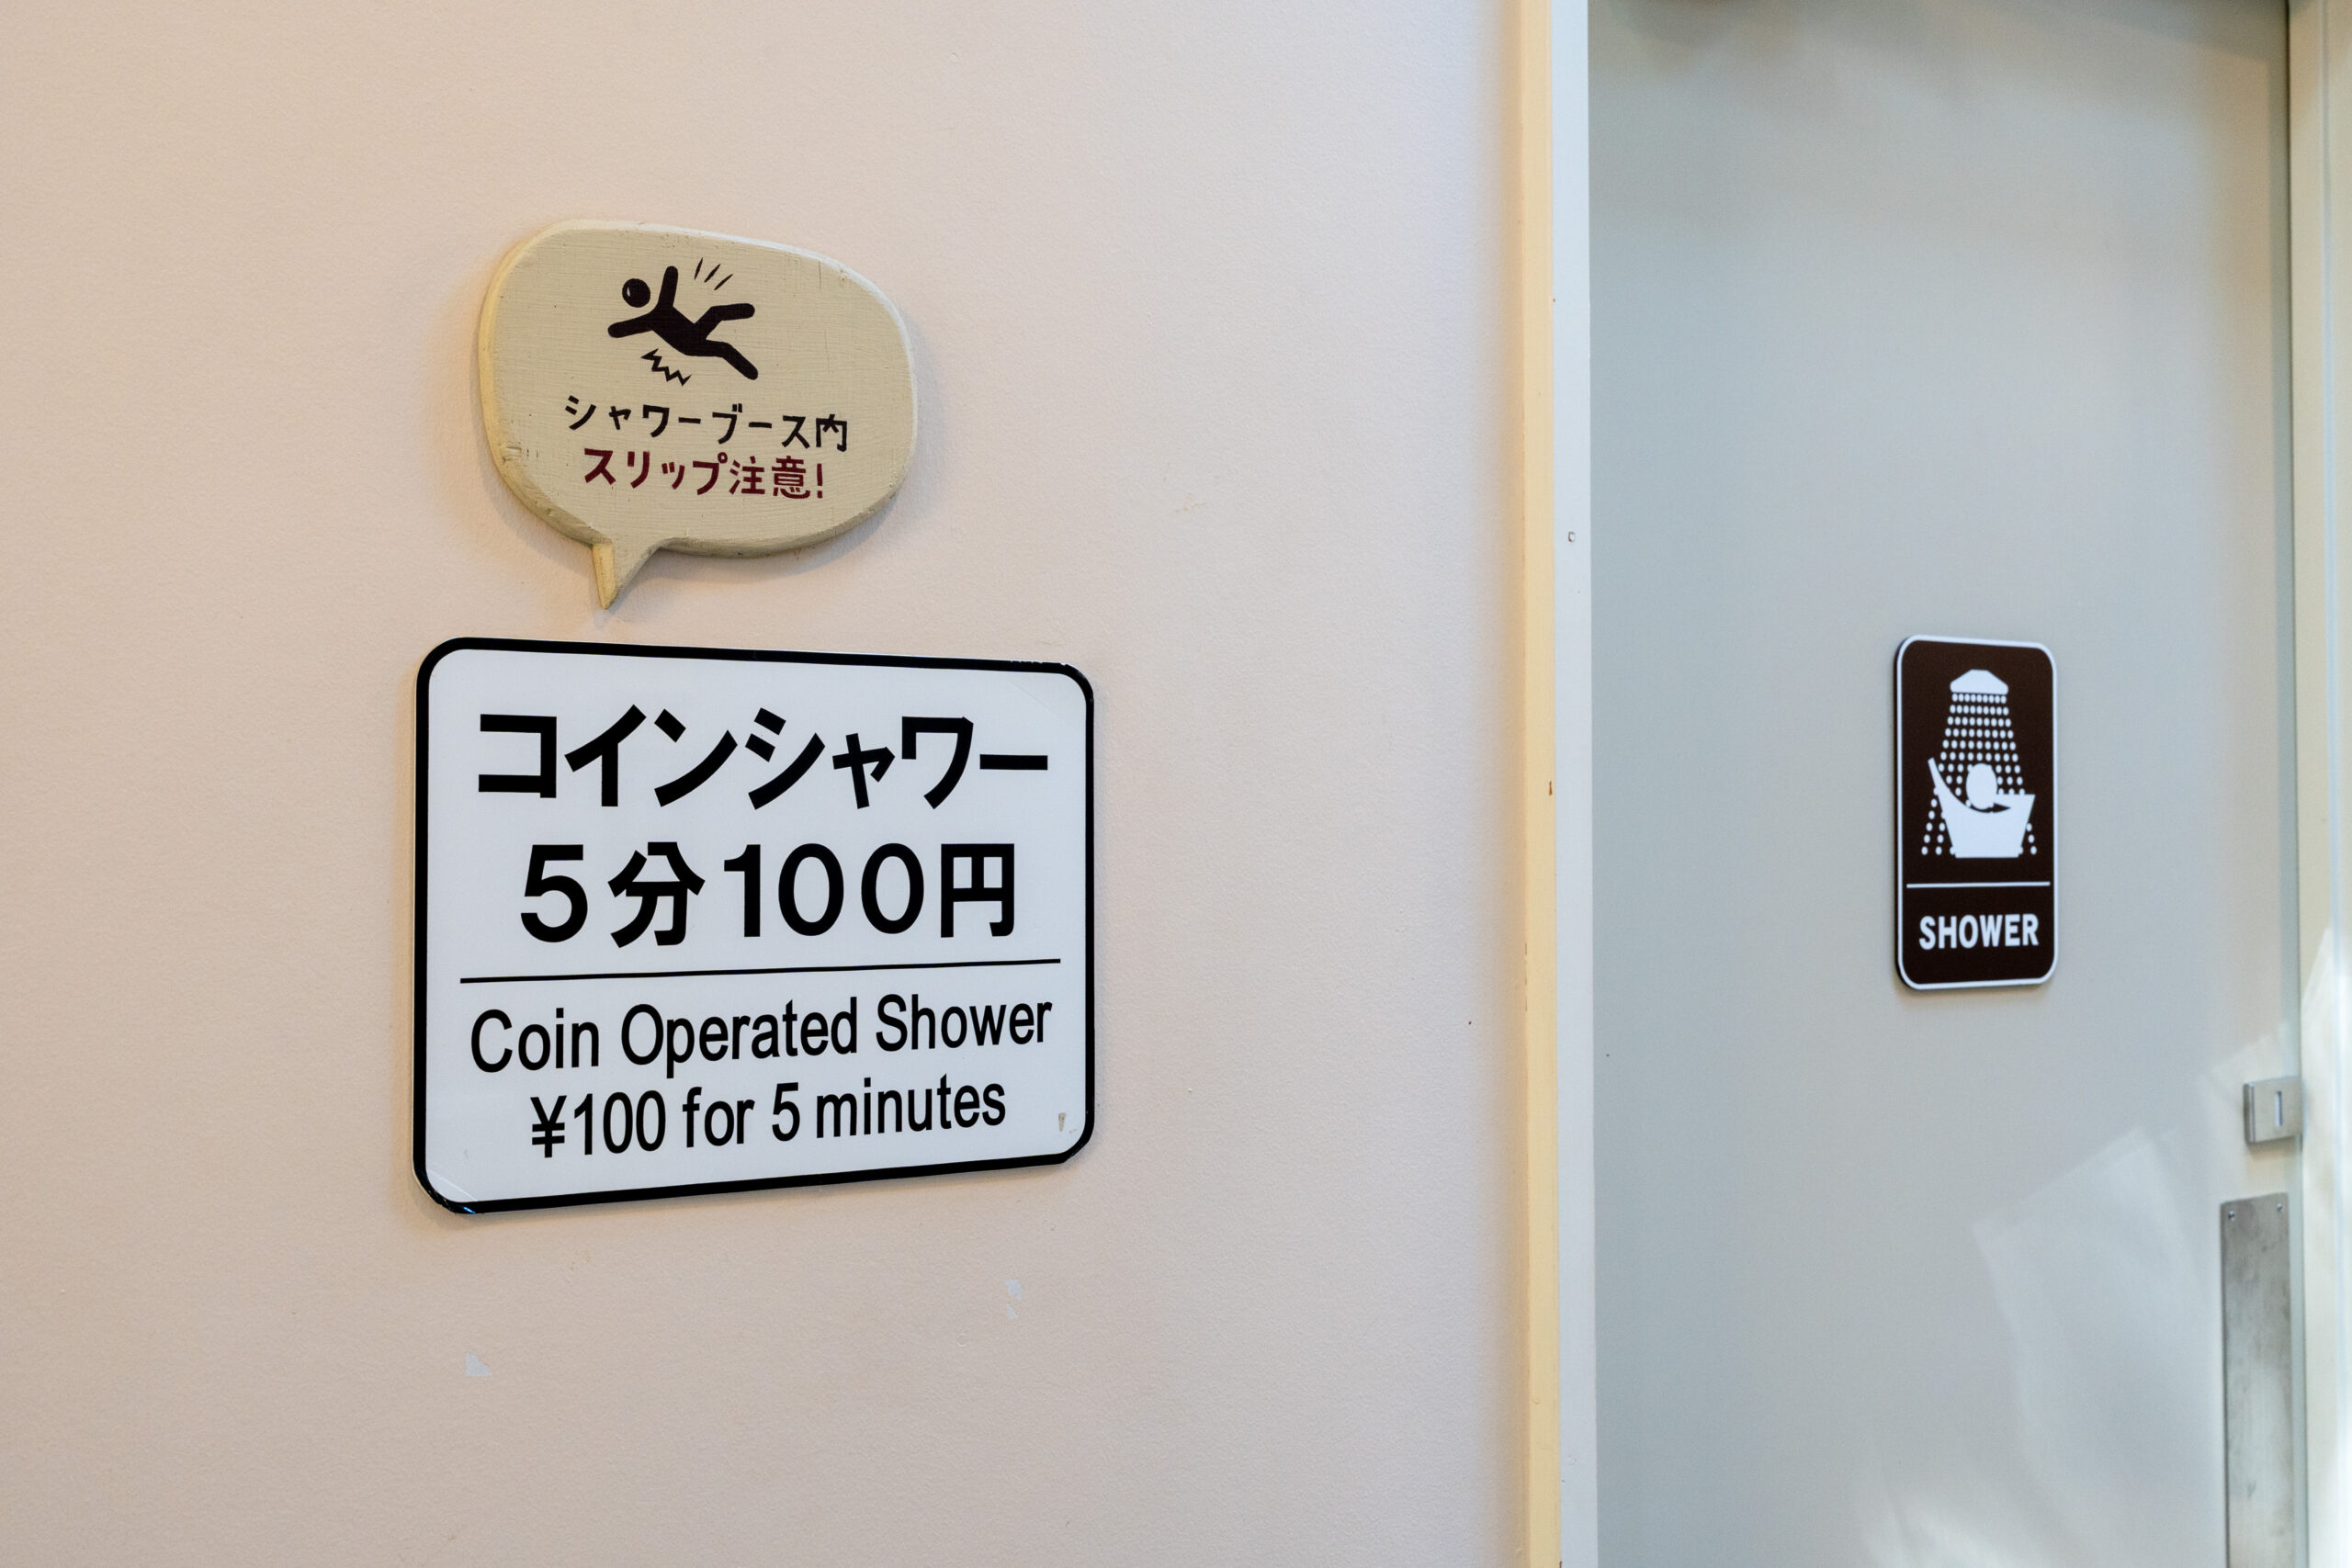 シャワーブース内
スリップ注意!
コインシャワー
5分100円
Coin Operated Shower
¥100 for 5 minutes
SHOWER